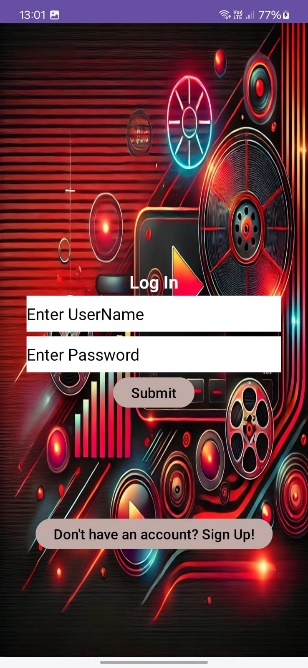 13:01
77%
Log In
Enter UserName
Enter Password
Submit
Don't have an account? Sign Up!